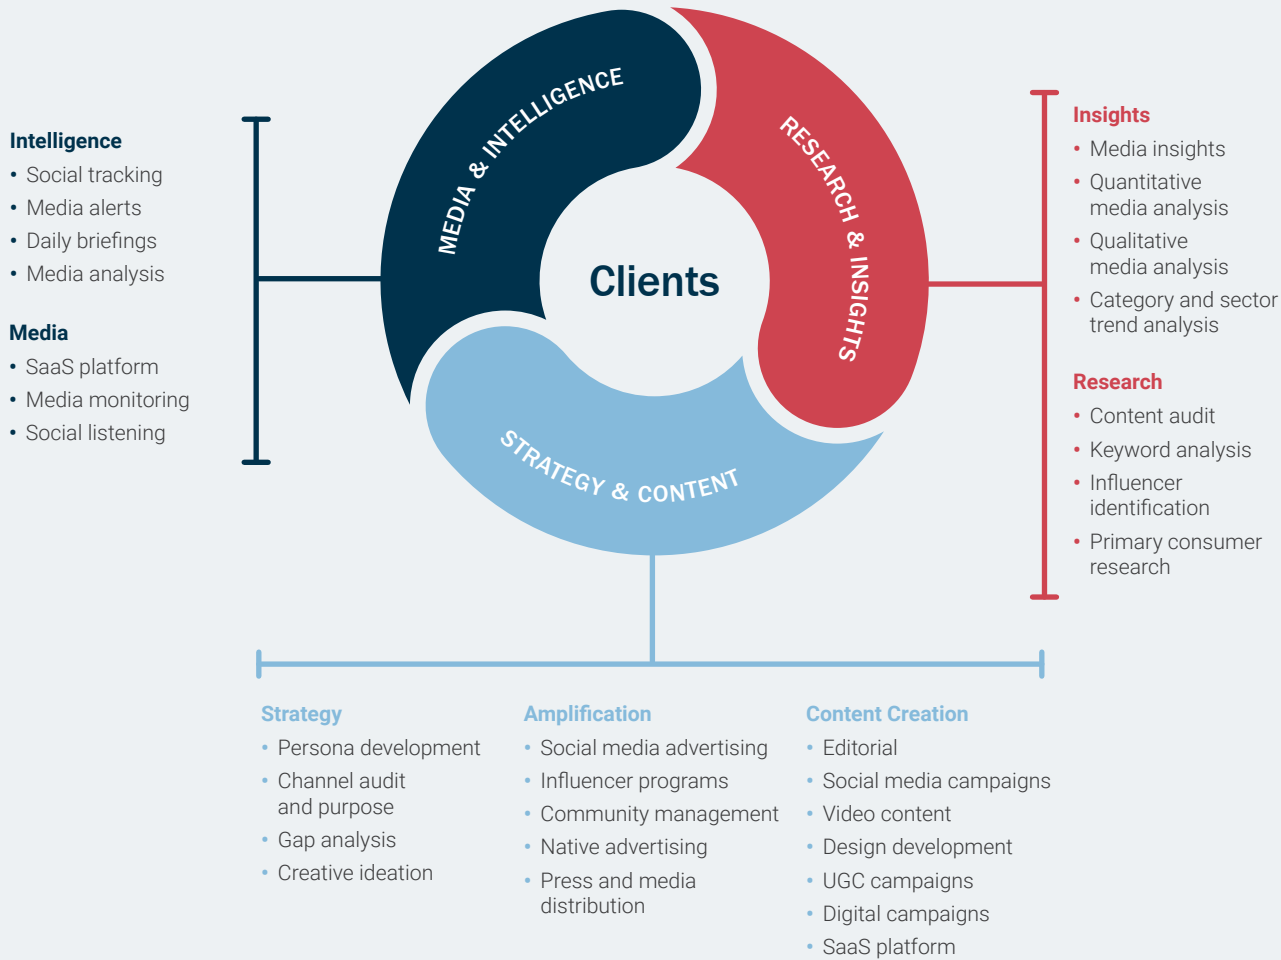 MEDIA & INTELLIGENCE
RESEARCH & INSIGHTS
STRATEGY & CONTENT
Clients
Intelligence
• Social tracking
• Media alerts
• Daily briefings
• Media analysis
Media
• SaaS platform
• Media monitoring
• Social listening
Insights
• Media insights
• Quantitative
media analysis
• Qualitative
media analysis
• Category and sector
trend analysis
Research
• Content audit
• Keyword analysis
• Influencer
identification
• Primary consumer
research
Strategy
• Persona development
• Channel audit
and purpose
• Gap analysis
• Creative ideation
Amplification
• Social media advertising
• Influencer programs
• Community management
• Native advertising
• Press and media
distribution
Content Creation
• Editorial
• Social media campaigns
• Video content
• Design development
• UGC campaigns
• Digital campaigns
• SaaS platform